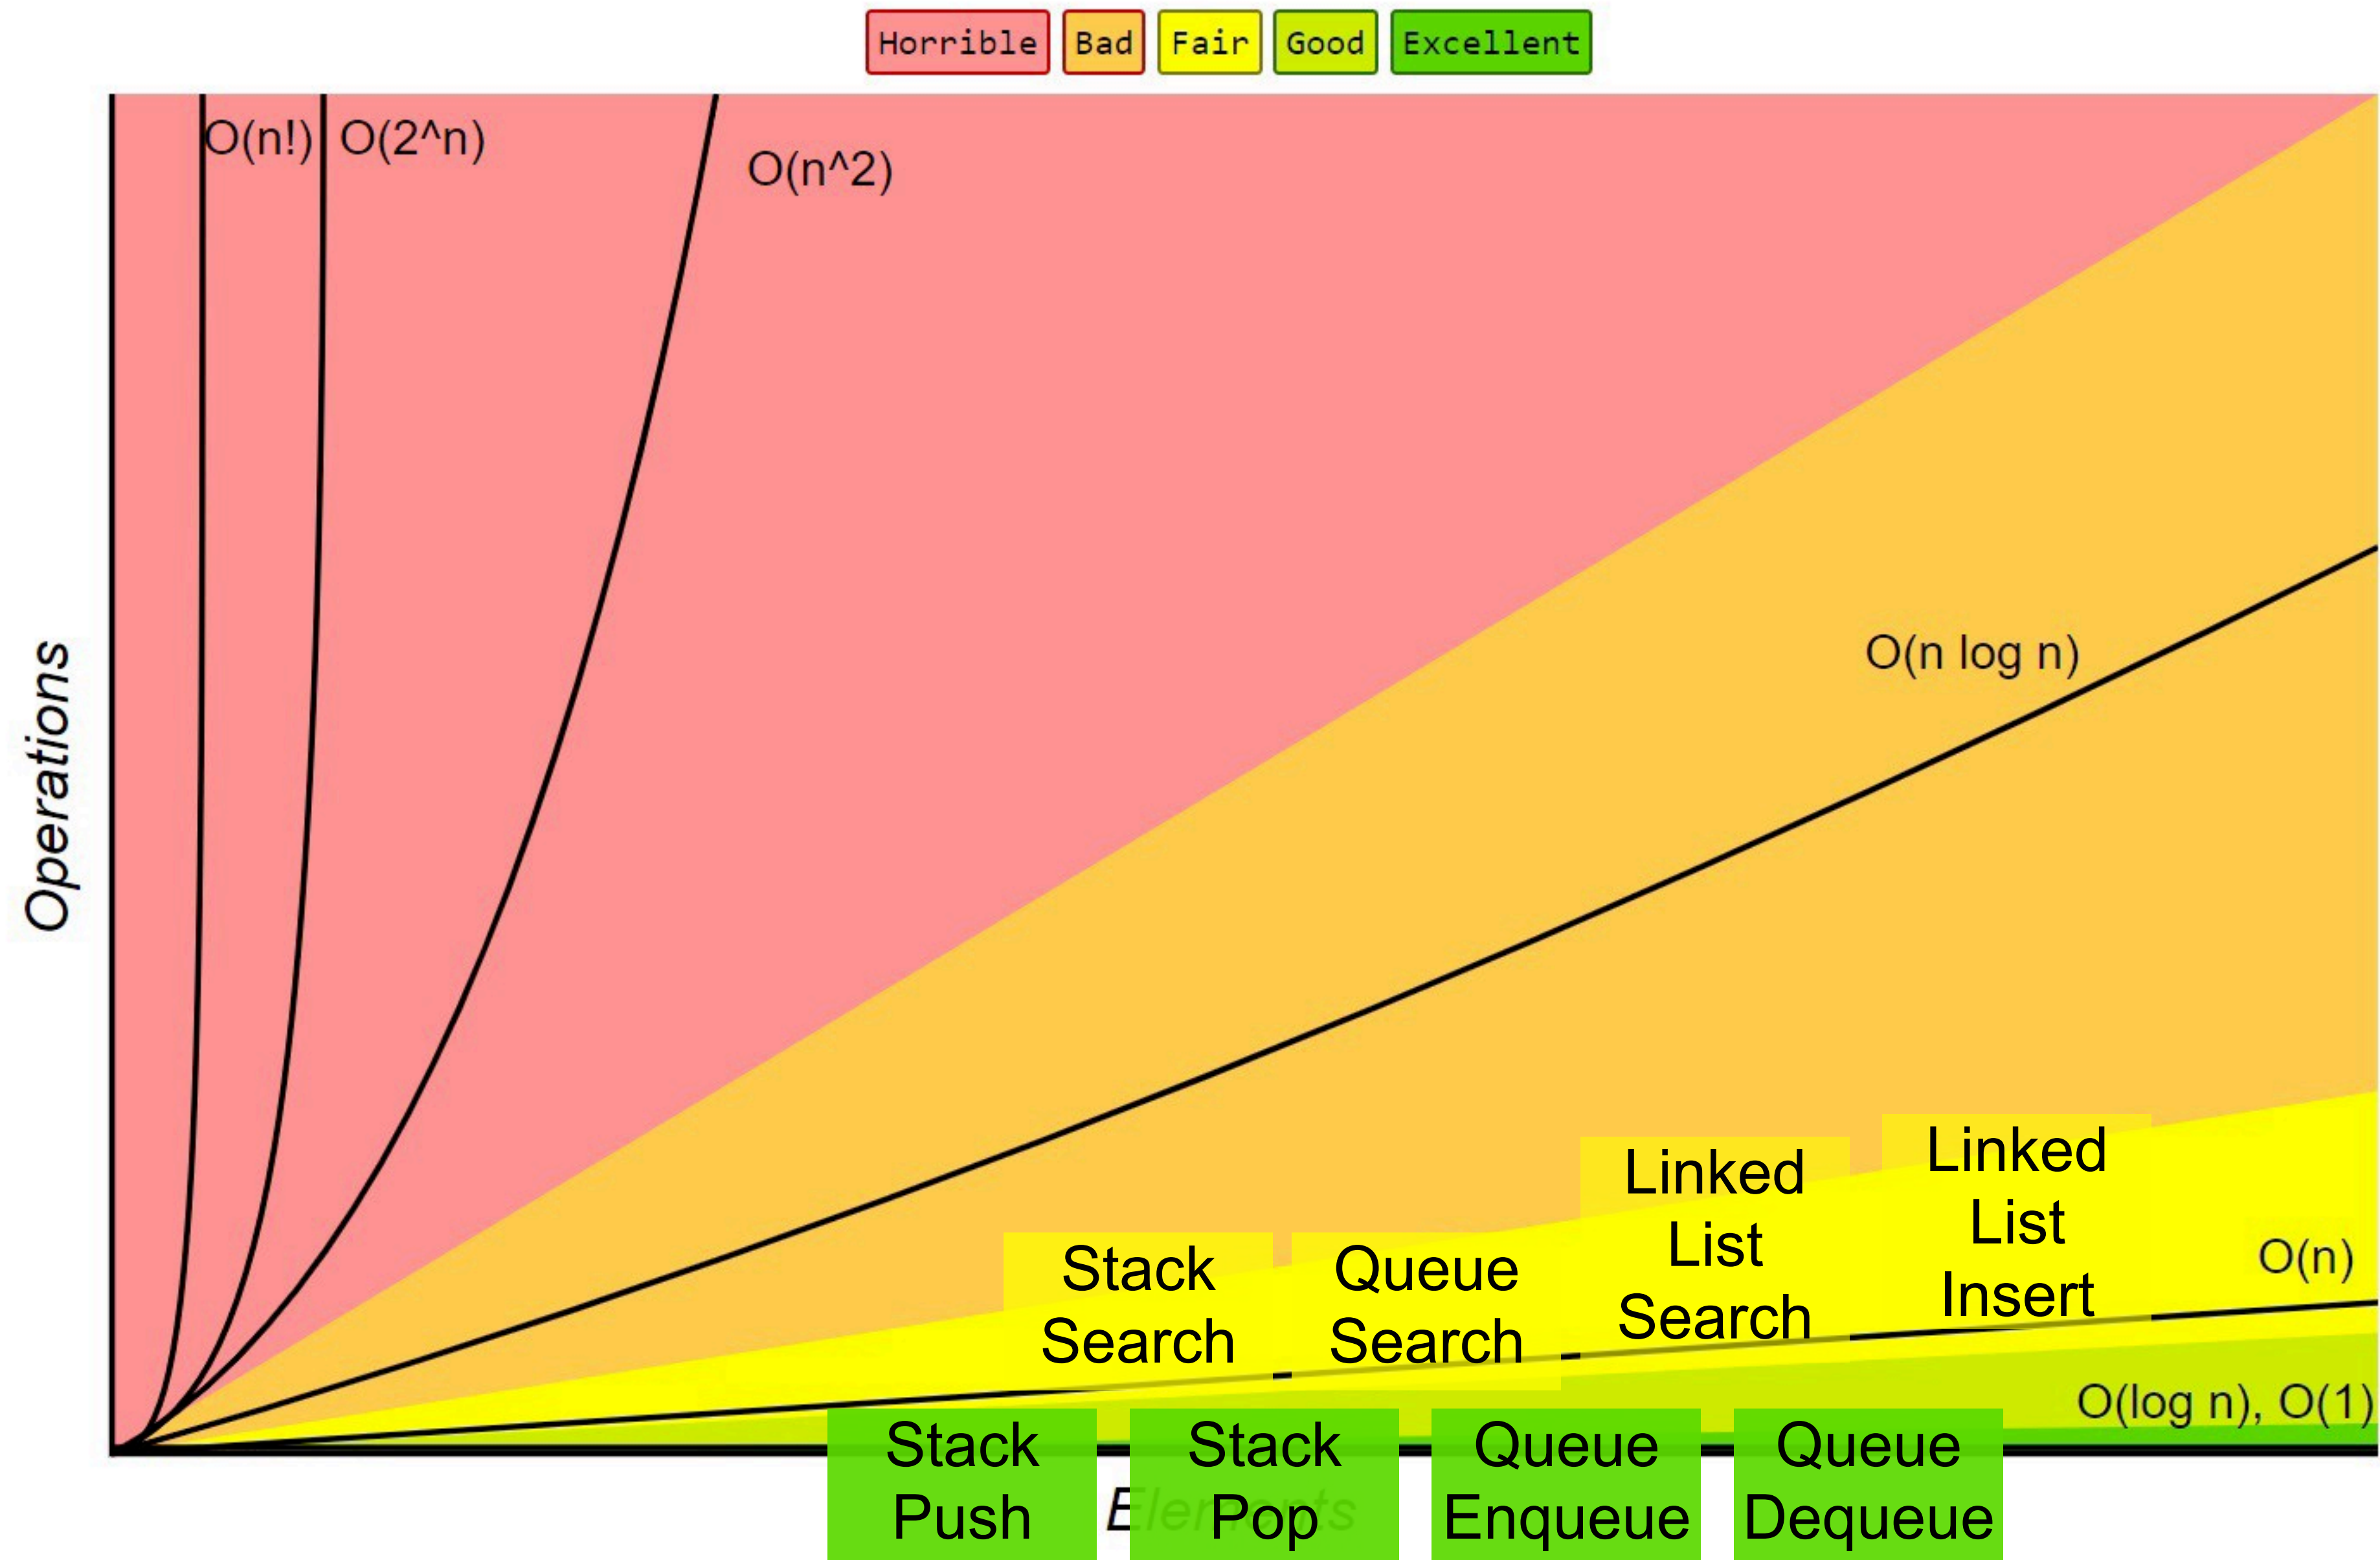 Horrible Bad Fair Good Excellent
O(n!) O(2^n)
O(n^2)
Operations
O(n log n)
Linked
List
Search
Linked
List
Insert
Stack
Search
Queue
Search
O(n)
O(log n), O(1)
Stack
Push
Stack
Pop
Queue
Enqueue
Queue
Dequeue
Elements